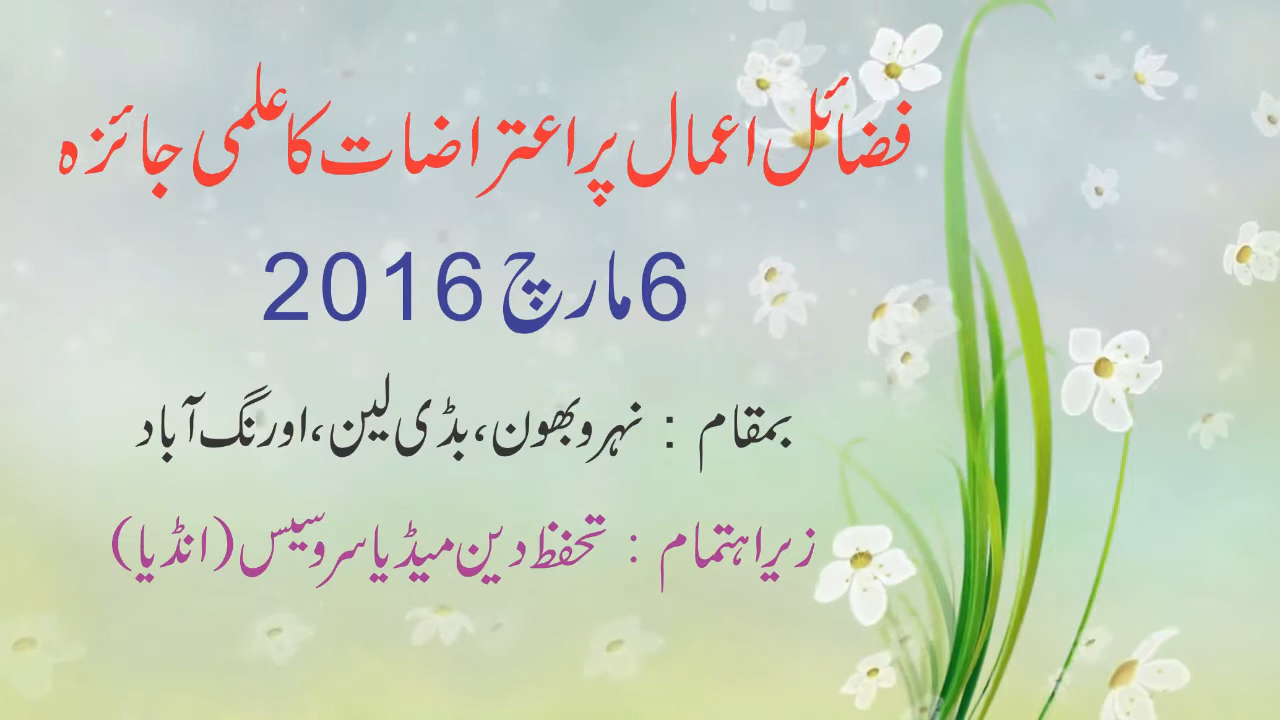 فضائل اعمال پر اعتراضات کا علمی جائزہ
6 مارچ 2016
بمقام : نہرو بھون، بڈی لین، اورنگ آباد
زیر اہتمام : تحفظ دین میڈیا سرویسیس (انڈیا)